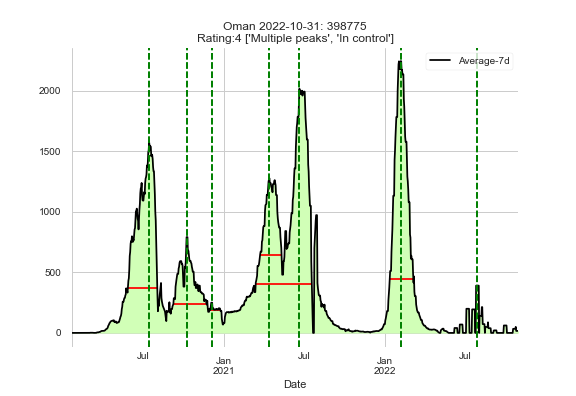 Oman 2022-10-31: 398775
Rating:4 ['Multiple peaks', 'In control']
Average-7d
2000
1500
1000
500
0
Jul
Jan
2021
Jul
Jan
2022
Jul
Date